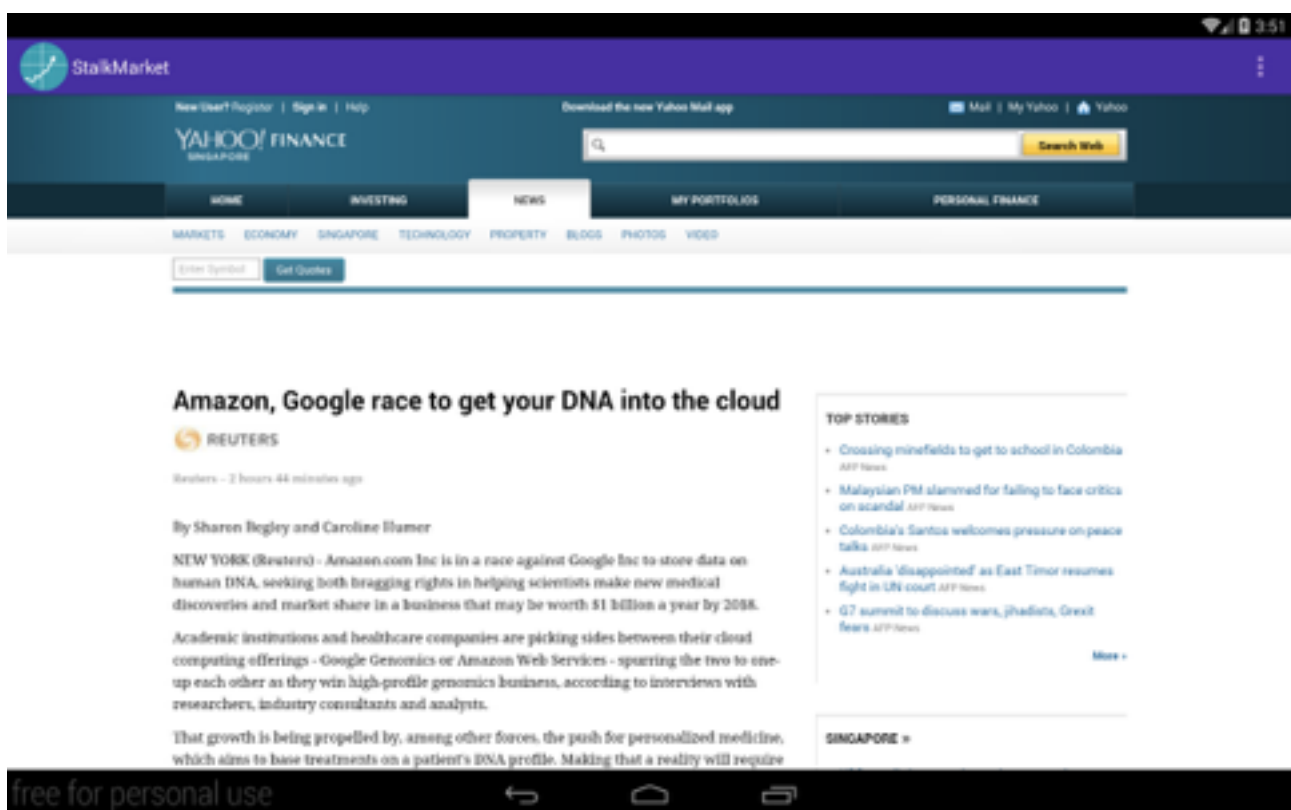 3:51
StalkMarket
New User? Register | Sign in | Help
Download the new Yahoo Mail app
Mail | My Yahoo | Yahoo
YAHOO! FINANCE
SINGAPORE
Search Web
HOME INVESTING NEWS MY PORTFOLIOS PERSONAL FINANCE
MARKETS ECONOMY SINGAPORE TECHNOLOGY PROPERTY BLOGS PHOTOS VIDEO
Enter Symbol Get Quotes
Amazon, Google race to get your DNA into the cloud
REUTERS
Reuters - 2 hours 44 minutes ago
By Sharon Begley and Caroline Humer
NEW YORK (Reuters) - Amazon.com Inc is in a race against Google Inc to store data on
human DNA, seeking both bragging rights in helping scientists make new medical
discoveries and market share in a business that may be worth $1 billion a year by 2018.
Academic institutions and healthcare companies are picking sides between their cloud
computing offerings - Google Genomics or Amazon Web Services - spurring the two to one-
up each other as they win high-profile genomics business, according to interviews with
researchers, industry consultants and analysts.
That growth is being propelled by, among other forces, the push for personalized medicine,
which aims to base treatments on a patient's DNA profile. Making that a reality will require
TOP STORIES
Crossing minefields to get to school in Colombia
AFP News
Malaysian PM slammed for failing to face critics
on scandal AFP News
Colombia's Santos welcomes pressure on peace
talks AFP News
Australia 'disappointed' as East Timor resumes
fight in UN court AFP News
G7 summit to discuss wars, jihadists, Grexit
fears AFP News
More »
SINGAPORE »
free for personal use